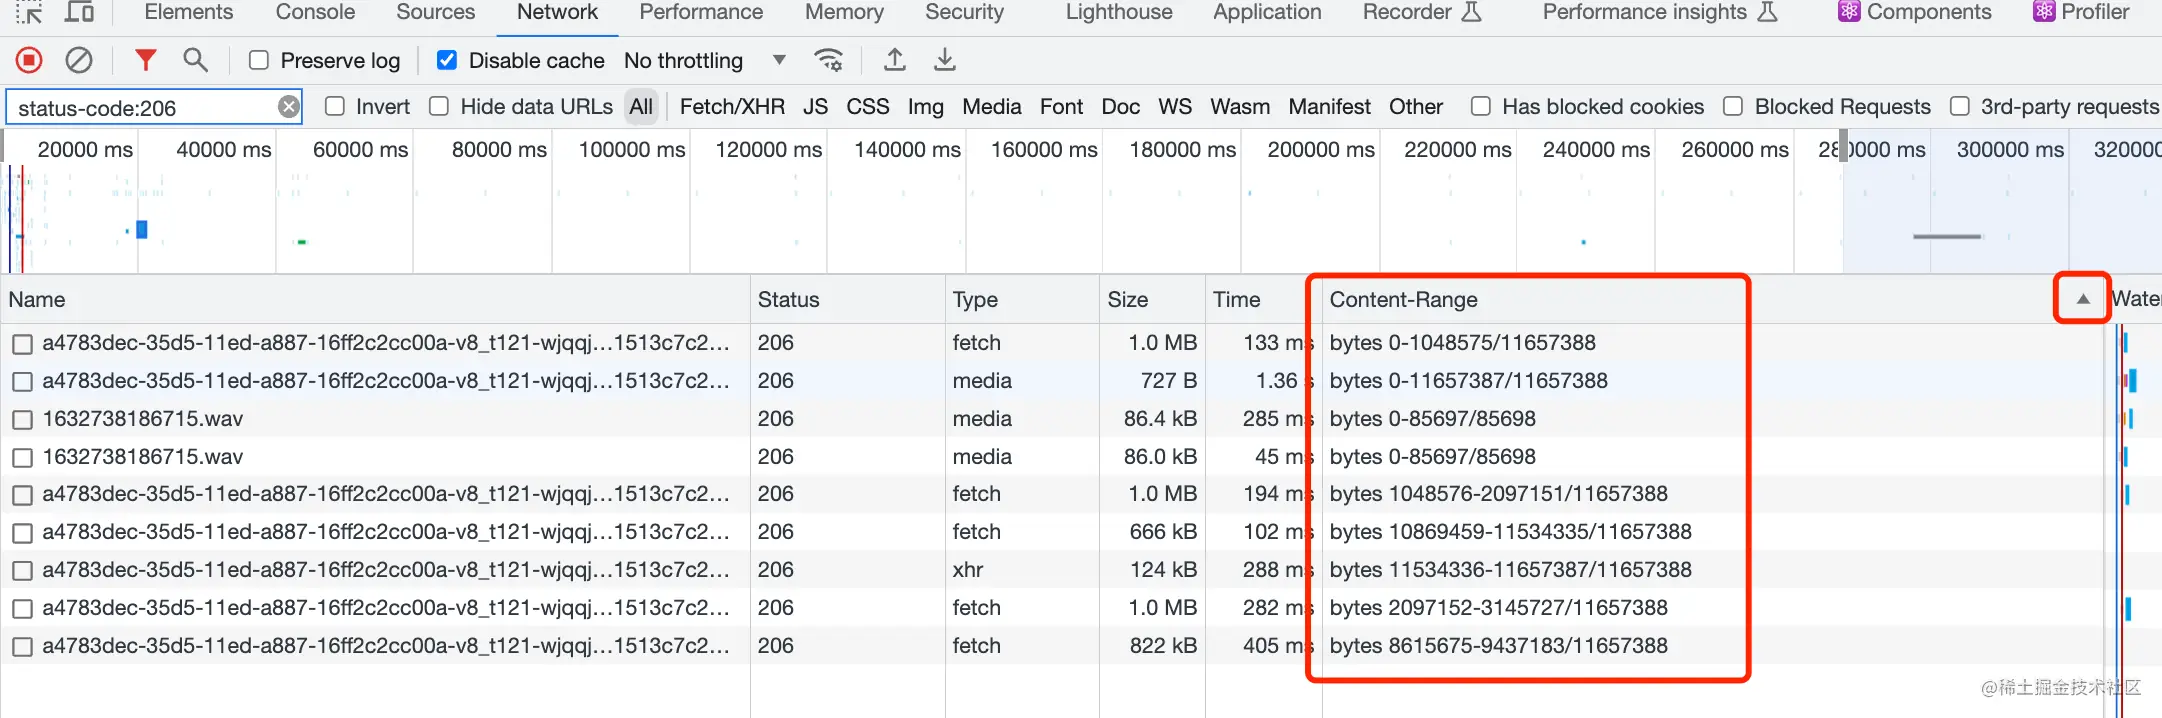 Elements Console Sources Network Performance Memory Security Lighthouse Application Recorder Performance insights Components Profiler
Preserve log Disable cache No throttling
status-code:206 Invert Hide data URLs All Fetch/XHR JS CSS Img Media Font Doc WS Wasm Manifest Other Has blocked cookies Blocked Requests 3rd-party requests
20000 ms 40000 ms 60000 ms 80000 ms 100000 ms 120000 ms 140000 ms 160000 ms 180000 ms 200000 ms 220000 ms 240000 ms 260000 ms 280000 ms 300000 ms 320000
Name Status Type Size Time Content-Range Water
a4783dec-35d5-11ed-a887-16ff2c2cc00a-v8_t121-wjqqj…1513c7c2… 206 fetch 1.0 MB 133 ms bytes 0-1048575/11657388
a4783dec-35d5-11ed-a887-16ff2c2cc00a-v8_t121-wjqqj…1513c7c2… 206 media 727 B 1.36 s bytes 0-11657387/11657388
1632738186715.wav 206 media 86.4 kB 285 ms bytes 0-85697/85698
1632738186715.wav 206 media 86.0 kB 45 ms bytes 0-85697/85698
a4783dec-35d5-11ed-a887-16ff2c2cc00a-v8_t121-wjqqj…1513c7c2… 206 fetch 1.0 MB 194 ms bytes 1048576-2097151/11657388
a4783dec-35d5-11ed-a887-16ff2c2cc00a-v8_t121-wjqqj…1513c7c2… 206 fetch 666 kB 102 ms bytes 10869459-11534335/11657388
a4783dec-35d5-11ed-a887-16ff2c2cc00a-v8_t121-wjqqj…1513c7c2… 206 xhr 124 kB 288 ms bytes 11534336-11657387/11657388
a4783dec-35d5-11ed-a887-16ff2c2cc00a-v8_t121-wjqqj…1513c7c2… 206 fetch 1.0 MB 282 ms bytes 2097152-3145727/11657388
a4783dec-35d5-11ed-a887-16ff2c2cc00a-v8_t121-wjqqj…1513c7c2… 206 fetch 822 kB 405 ms bytes 8615675-9437183/11657388
@稀土掘金技术社区